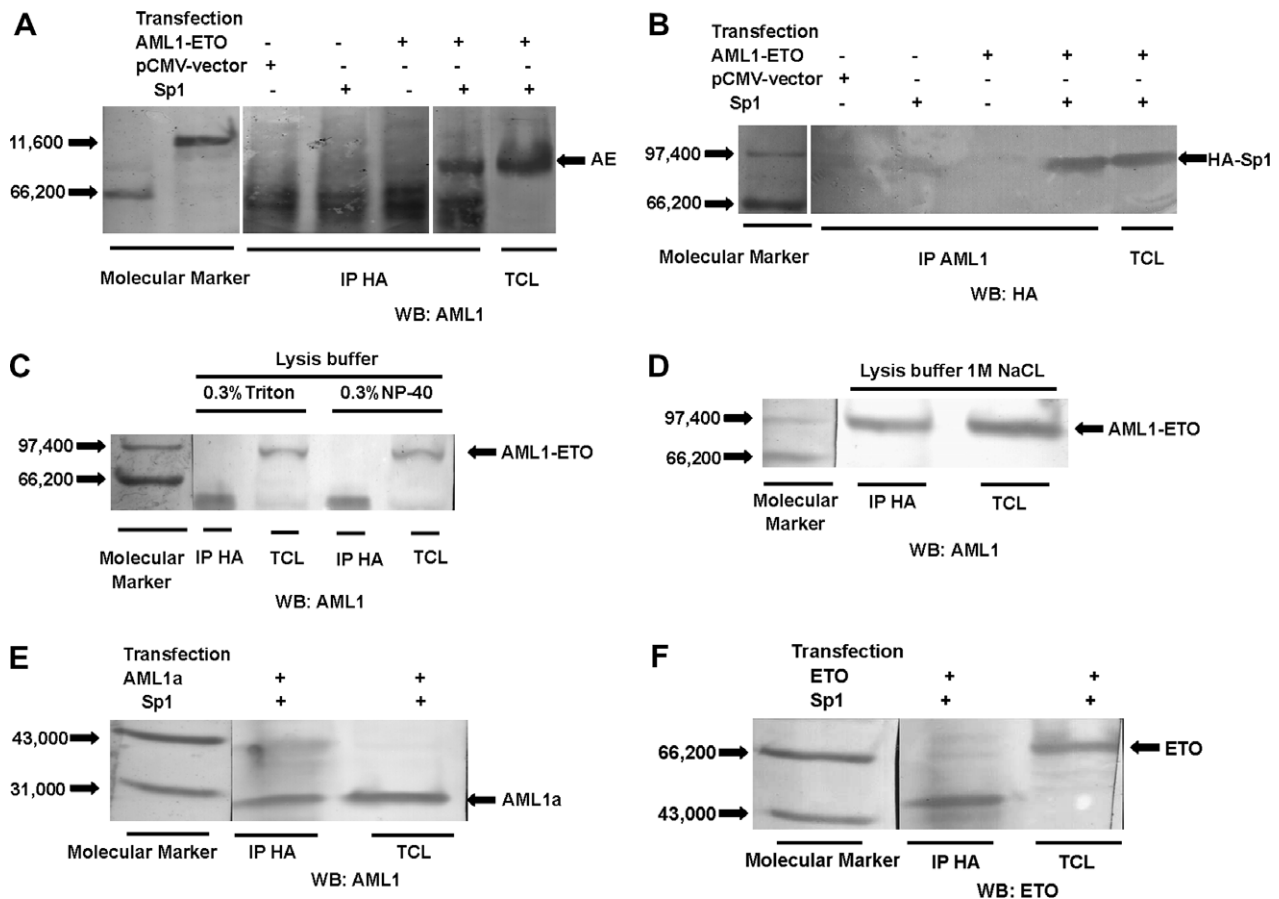 A
Transfection
AML1-ETO - - + + +
pCMV-vector + - - - -
Sp1 - + - + +
11,600
66,200
AE
Molecular Marker IP HA TCL
WB: AML1
B
Transfection
AML1-ETO - - + + +
pCMV-vector + - - - -
Sp1 - + - + +
97,400
66,200
HA-Sp1
Molecular Marker IP AML1 TCL
WB: HA
C
Lysis buffer
0.3% Triton 0.3% NP-40
97,400
66,200
AML1-ETO
Molecular Marker IP HA TCL IP HA TCL
WB: AML1
D
Lysis buffer 1M NaCL
97,400
66,200
AML1-ETO
Molecular Marker IP HA TCL
WB: AML1
E
Transfection
AML1a + +
Sp1 + +
43,000
31,000
AML1a
Molecular Marker IP HA TCL
WB: AML1
F
Transfection
ETO + +
Sp1 + +
66,200
43,000
ETO
Molecular Marker IP HA TCL
WB: ETO